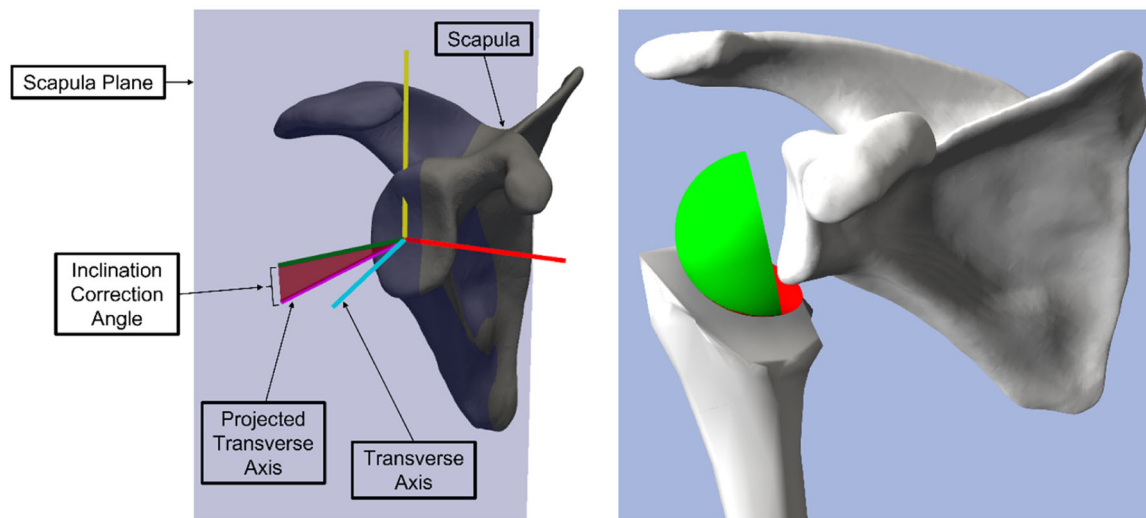 Scapula
Scapula Plane
Inclination
Correction
Angle
Projected
Transverse
Axis
Transverse
Axis